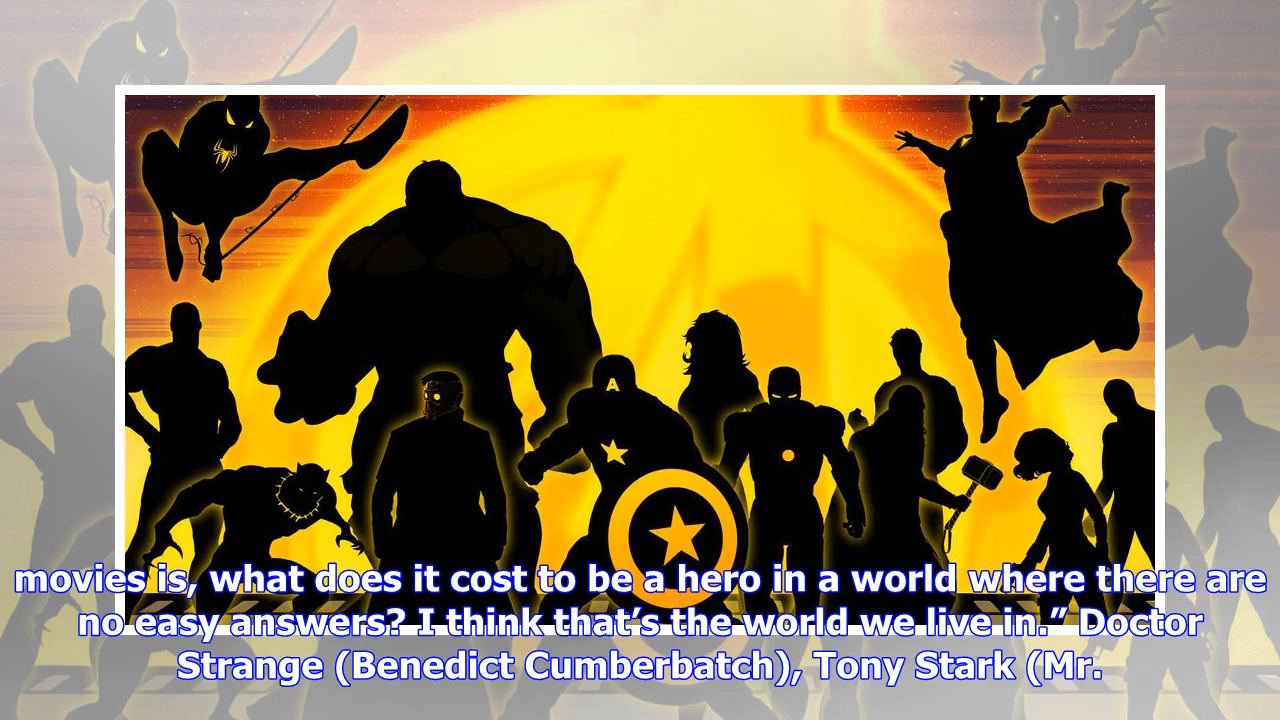 A
movies is, what does it cost to be a hero in a world where there are
no easy answers? I think that’s the world we live in.” Doctor
Strange (Benedict Cumberbatch), Tony Stark (Mr.